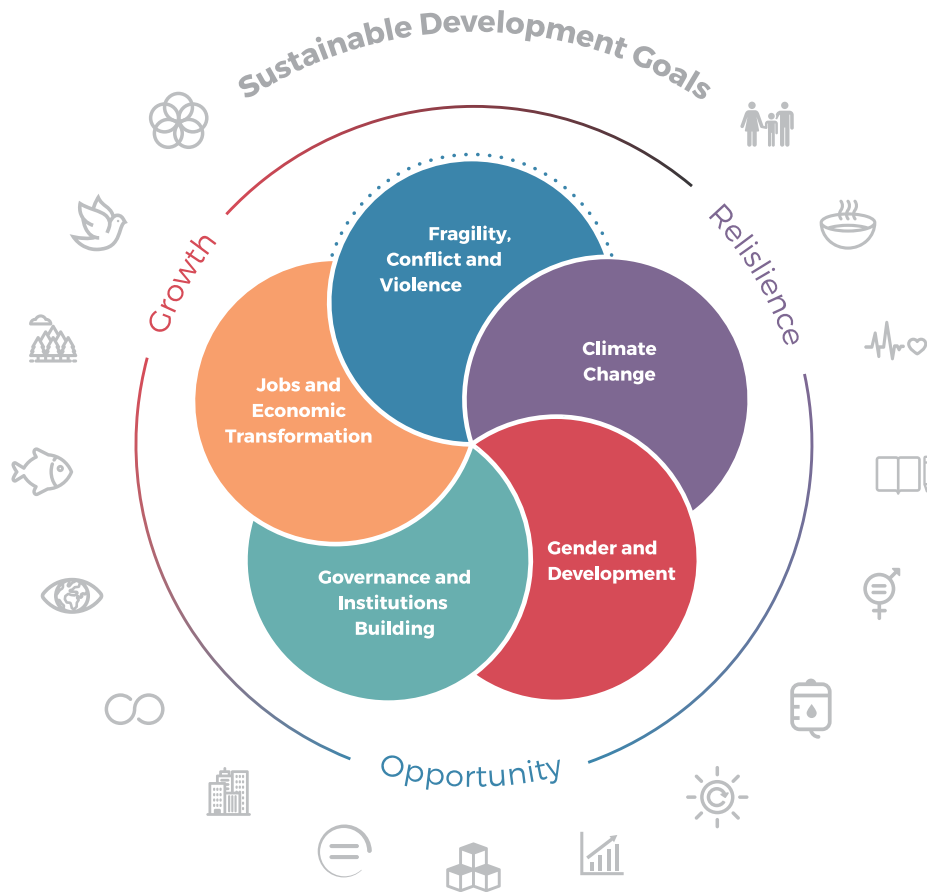 Sustainable Development Goals
Growth
Relislience
Fragility,
Conflict and
Violence
Climate
Change
Jobs and
Economic
Transformation
Gender and
Development
Governance and
Institutions
Building
Opportunity